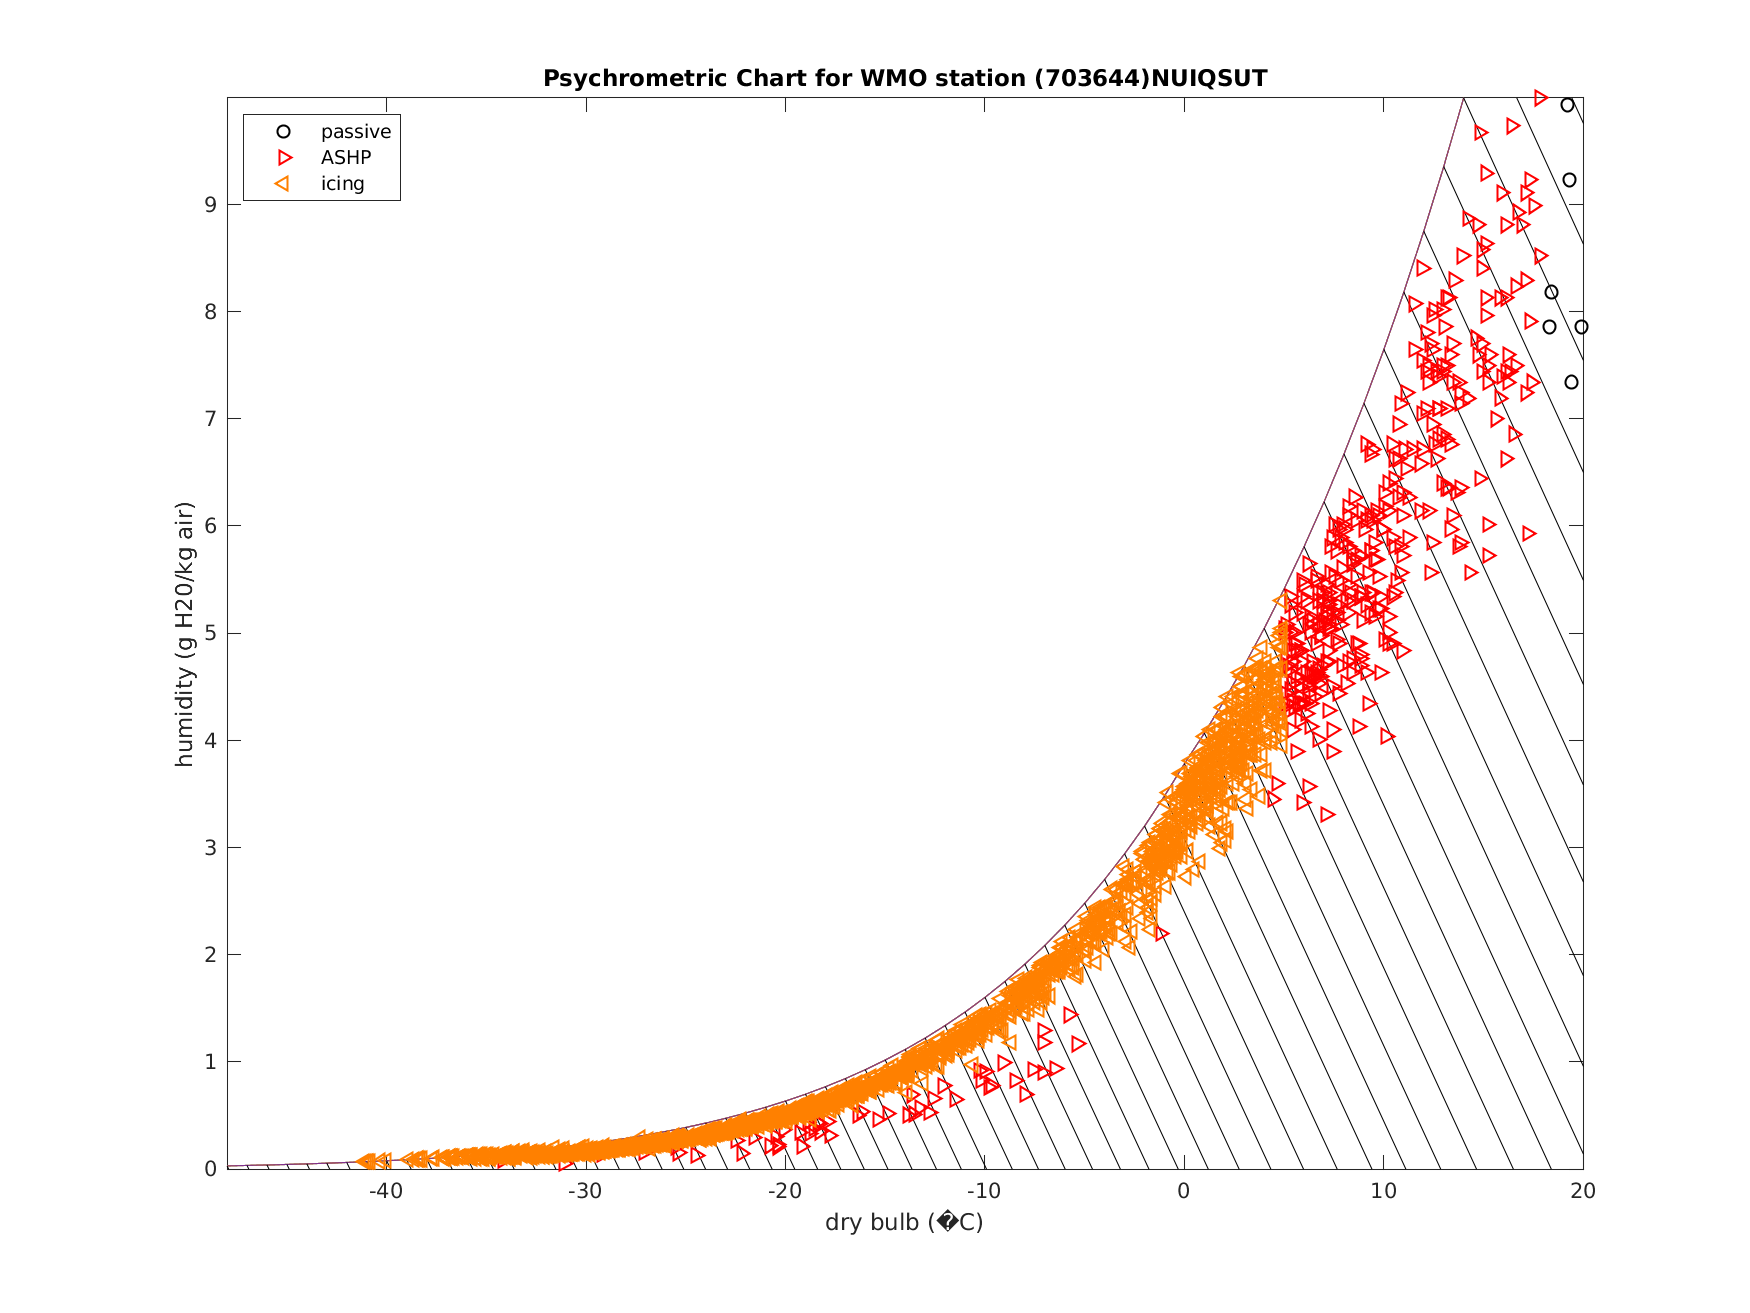 Psychrometric Chart for WMO station (703644)NUIQSUT
passive
ASHP
icing
9
8
7
6
5
4
3
2
1
0
humidity (g H20/kg air)
-40 -30 -20 -10 0 10 20
dry bulb (�C)